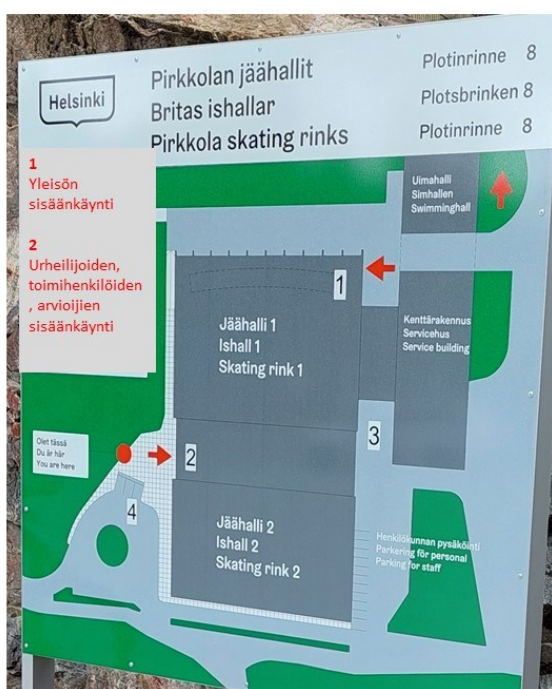 Helsinki
Pirkkolan jäähallit
Britas ishallar
Pirkkola skating rinks
Plotinrinne 8
Plotsbrinken 8
Plotinrinne 8
1
Yleisön
sisäänkäynti
2
Urheilijoiden,
toimihenkilöiden
, arvioijien
sisäänkäynti
Uimahalli
Simhallen
Swimminghall
1
Jäähalli 1
Ishall 1
Skating rink 1
Kenttärakennus
Servicehus
Service building
3
Olet tässä
Du är här
You are here
2
4
Jäähalli 2
Ishall 2
Skating rink 2
Henkilökunnan pysäköinti
Parkering för personal
Parking for staff